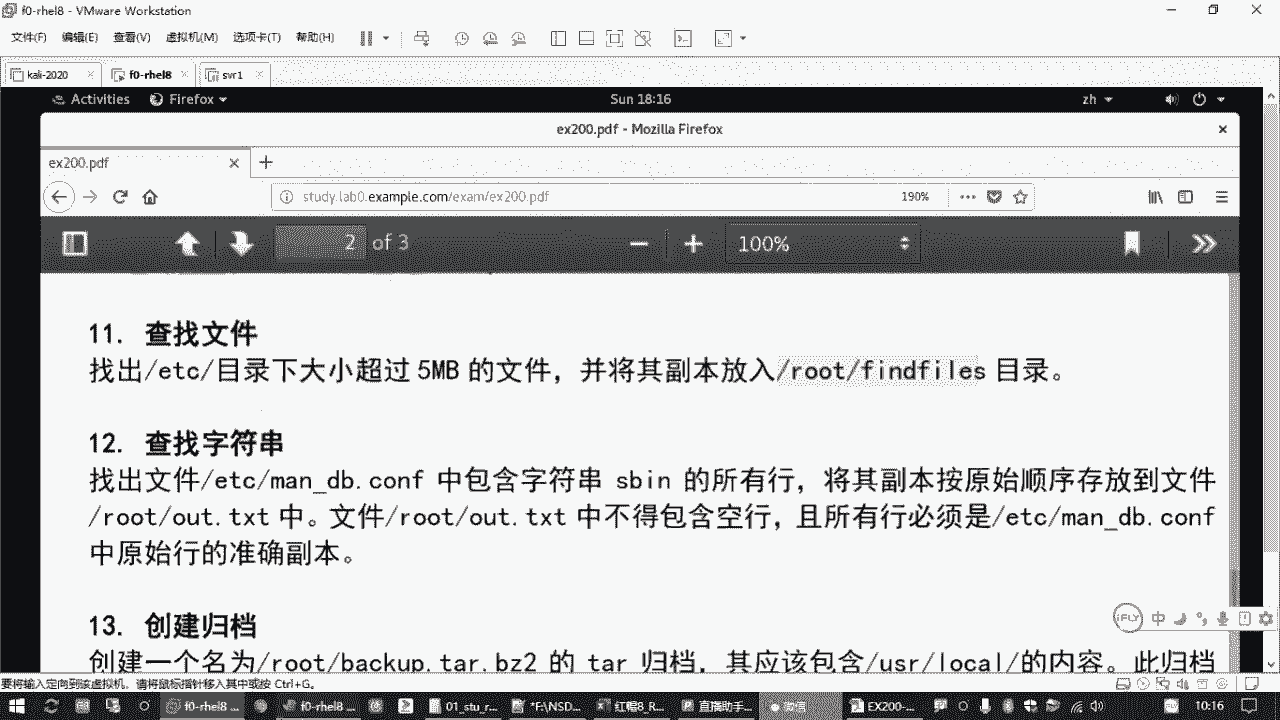 f0-rhel8 - VMware Workstation
文件(F) 编辑(E) 查看(V) 虚拟机(M) 选项卡(T) 帮助(H)
kali-2020 f0-rhel8 svr1
Activities Firefox Sun 18:16 zh
ex200.pdf - Mozilla Firefox
ex200.pdf
study.lab0.example.com/exam/ex200.pdf 190%
2 of 3 100%
11. 查找文件
找出/etc/目录下大小超过 5MB 的文件，并将其副本放入/root/findfiles 目录。
12. 查找字符串
找出文件/etc/man_db.conf 中包含字符串 sbin 的所有行，将其副本按原始顺序存放到文件
/root/out.txt 中。文件/root/out.txt 中不得包含空行，且所有行必须是/etc/man_db.conf
中原始行的准确副本。
13. 创建归档
创建一个名为/root/backup.tar.bz2 的 tar 归档，其应该包含/usr/local/的内容。此归档
iFLY 中
要将输入定向到该虚拟机，请将鼠标指针移入其中或按 Ctrl+G。
f0-rhel8 ... f0-rhel8 ... 01_stu_r... *F:\NSD... 红帽8_R... 直播助手... 微信 EX200-... 10:16